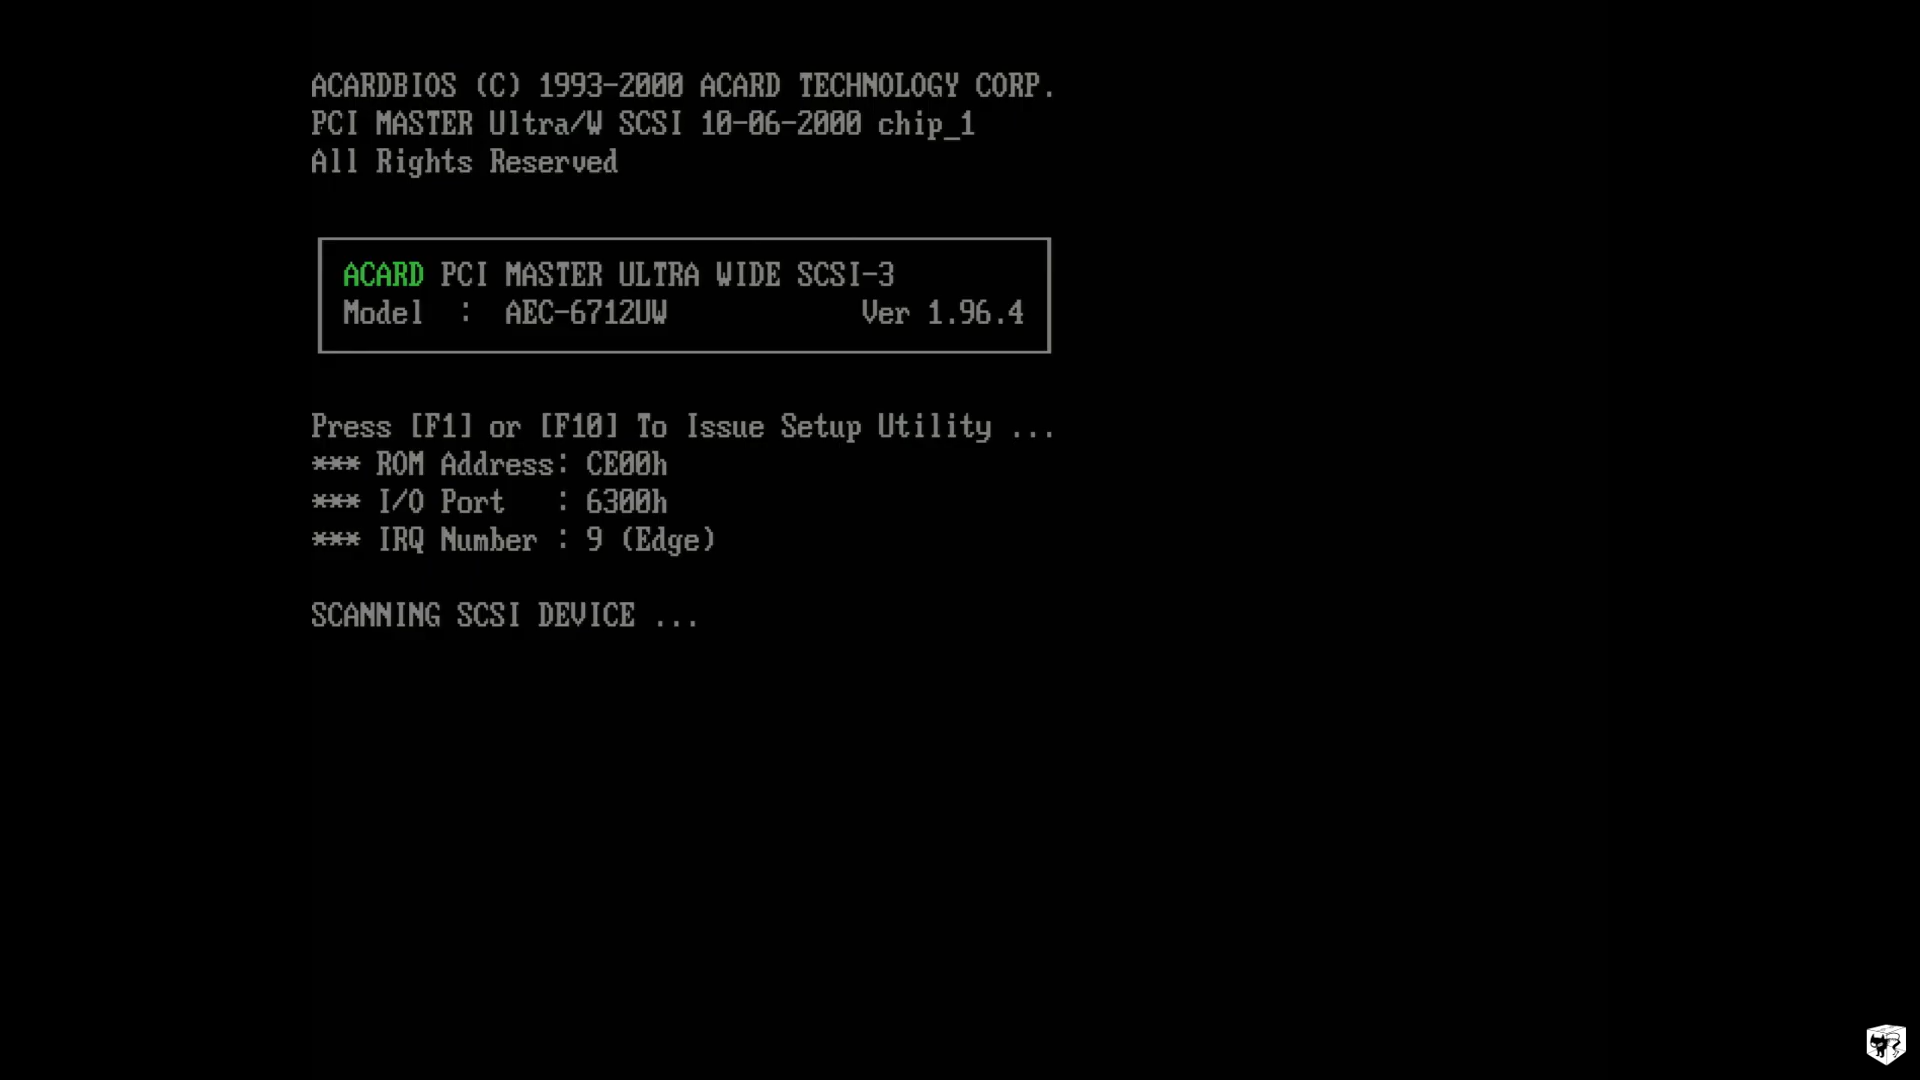 ACARDBIOS (C) 1993-2000 ACARD TECHNOLOGY CORP.
PCI MASTER Ultra/W SCSI 10-06-2000 chip_1
All Rights Reserved
ACARD PCI MASTER ULTRA WIDE SCSI-3
Model : AEC-6712UW Ver 1.96.4
Press [F1] or [F10] To Issue Setup Utility ...
*** ROM Address: CE00h
*** I/O Port : 6300h
*** IRQ Number : 9 (Edge)
SCANNING SCSI DEVICE ...